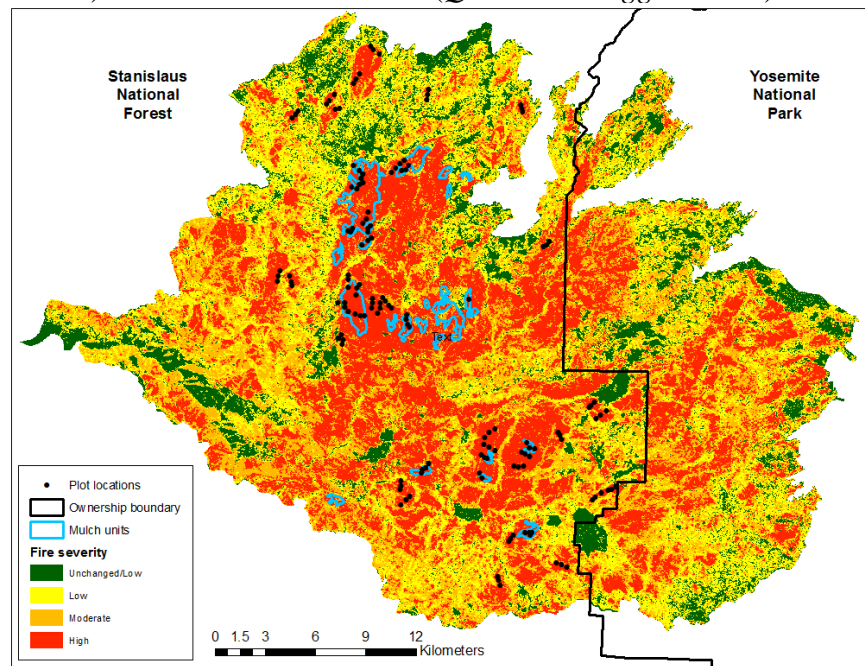 Stanislaus
National
Forest
Yosemite
National
Park
Text
Plot locations
Ownership boundary
Mulch units
Fire severity
Unchanged/Low
Low
Moderate
High
0 1.5 3 6 9 12
Kilometers